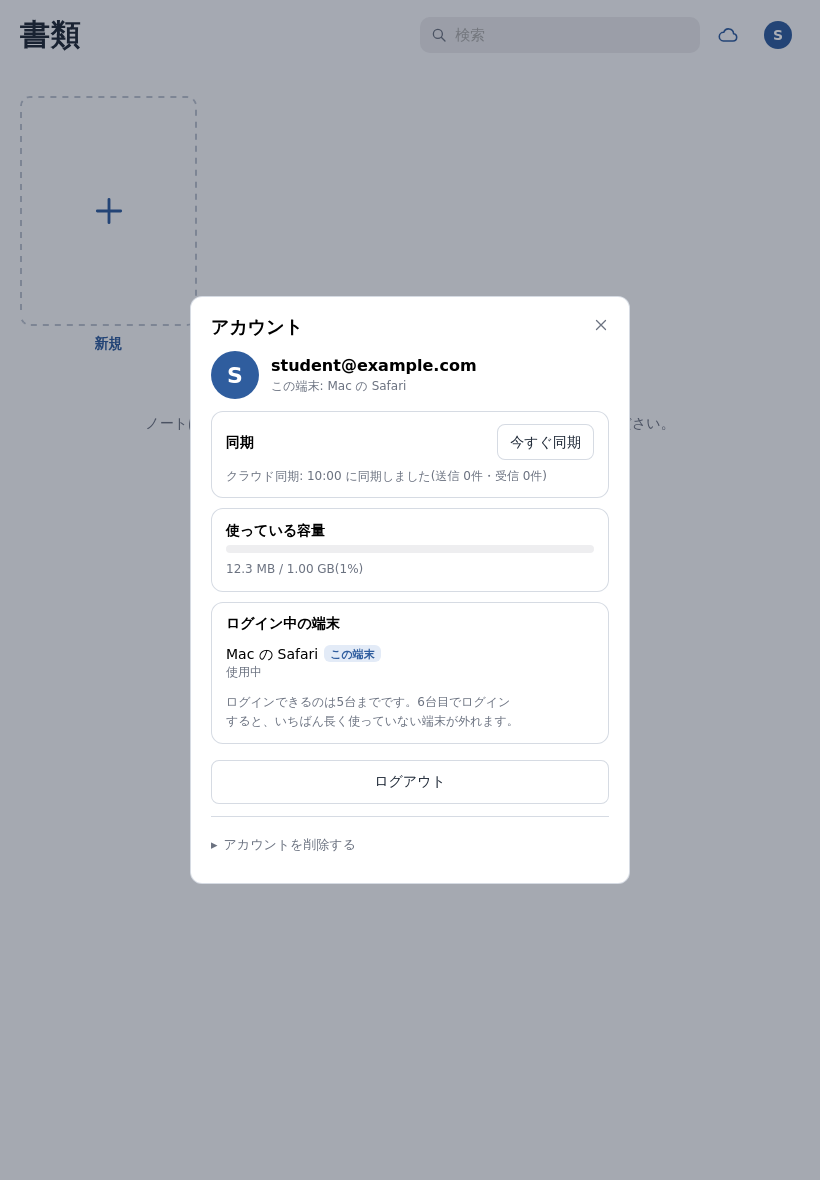 書類
検索
S
新規
ノート
さい。
アカウント
S
student@example.com
この端末: Mac の Safari
同期
今すぐ同期
クラウド同期: 10:00 に同期しました(送信 0件・受信 0件)
使っている容量
12.3 MB / 1.00 GB(1%)
ログイン中の端末
Mac の Safari この端末
使用中
ログインできるのは5台までです。6台目でログイン
すると、いちばん長く使っていない端末が外れます。
ログアウト
▸ アカウントを削除する